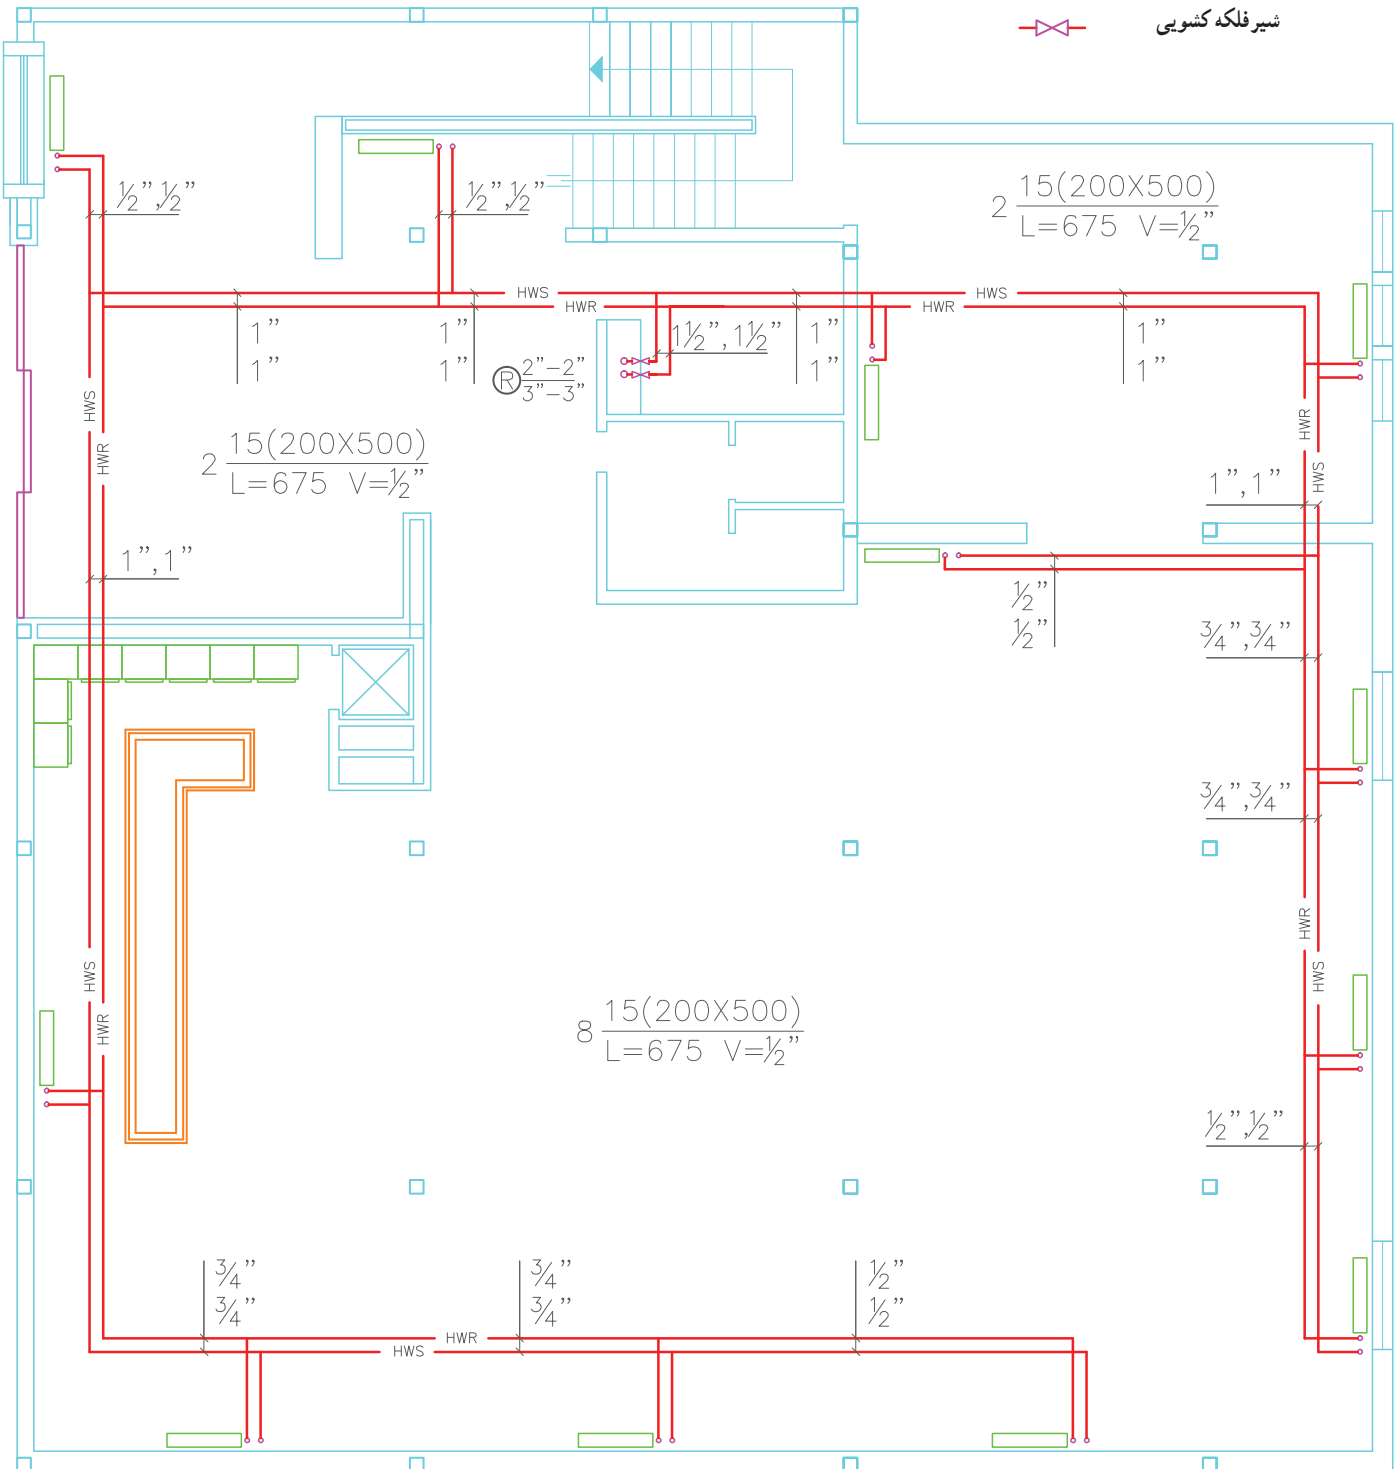 شیر فلکه کشویی
½”,½”
½”,½”
2 15(200X500)
L=675 V=½”
HWS
HWR
HWS
HWR
1”
1”
1”
1”
1½”, 1½”
1”
1”
1”
1”
R 2"-2"
3"-3"
HWS
HWR
HWR
HWS
2 15(200X500)
L=675 V=½”
1”, 1”
1”, 1”
½”
½”
¾”,¾”
¾”,¾”
HWR
HWS
HWS
HWR
8 15(200X500)
L=675 V=½”
½”,½”
¾”
¾”
¾”
¾”
½”
½”
HWR
HWS